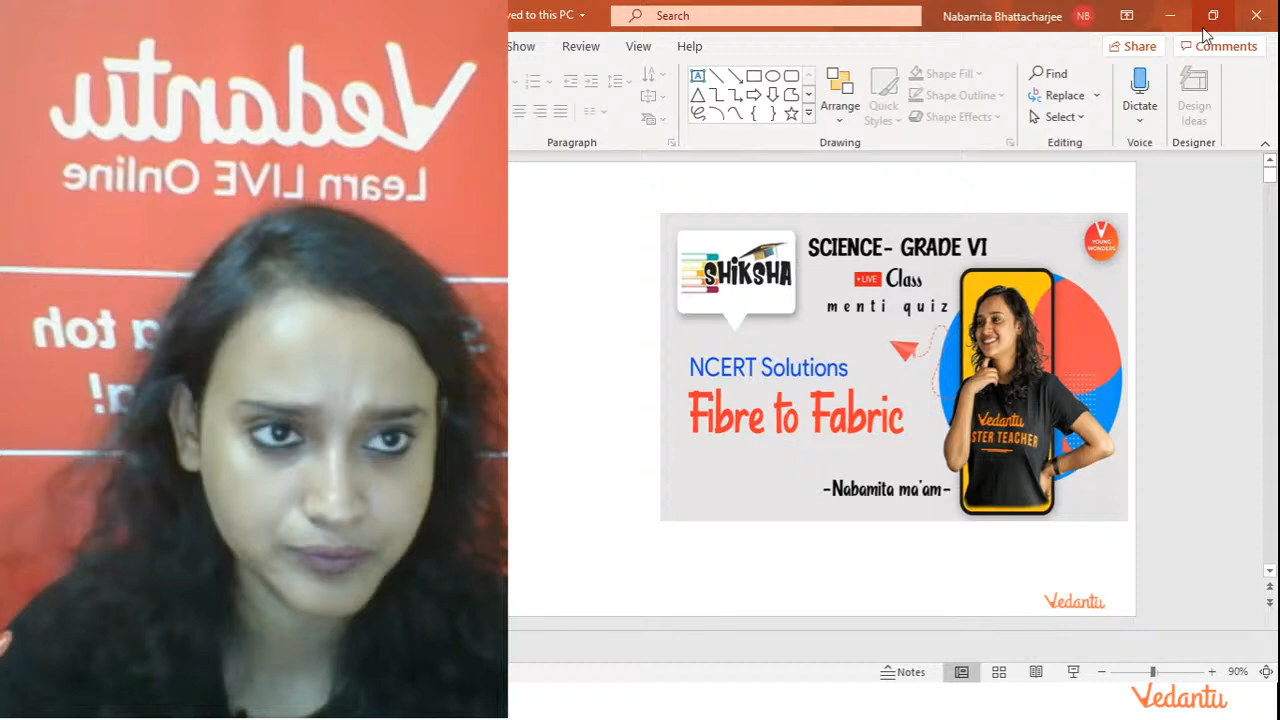 Vedantu
Learn LIVE Online
toh
!
ved to this PC
Search
Nabamita Bhattacharjee
NB
Show
Review
View
Help
Share
Comments
Arrange
Quick
Styles
Shape Fill
Shape Outline
Shape Effects
Find
Replace
Select
Dictate
Design
Ideas
Paragraph
Drawing
Editing
Voice
Designer
SHIKSHA
SCIENCE- GRADE VI
LIVE Class
menti quiz
YOUNG
WONDERS
NCERT Solutions
Fibre to Fabric
Vedantu
STER TEACHER
-Nabamita ma'am-
Vedantu
Notes
90%
Vedantu